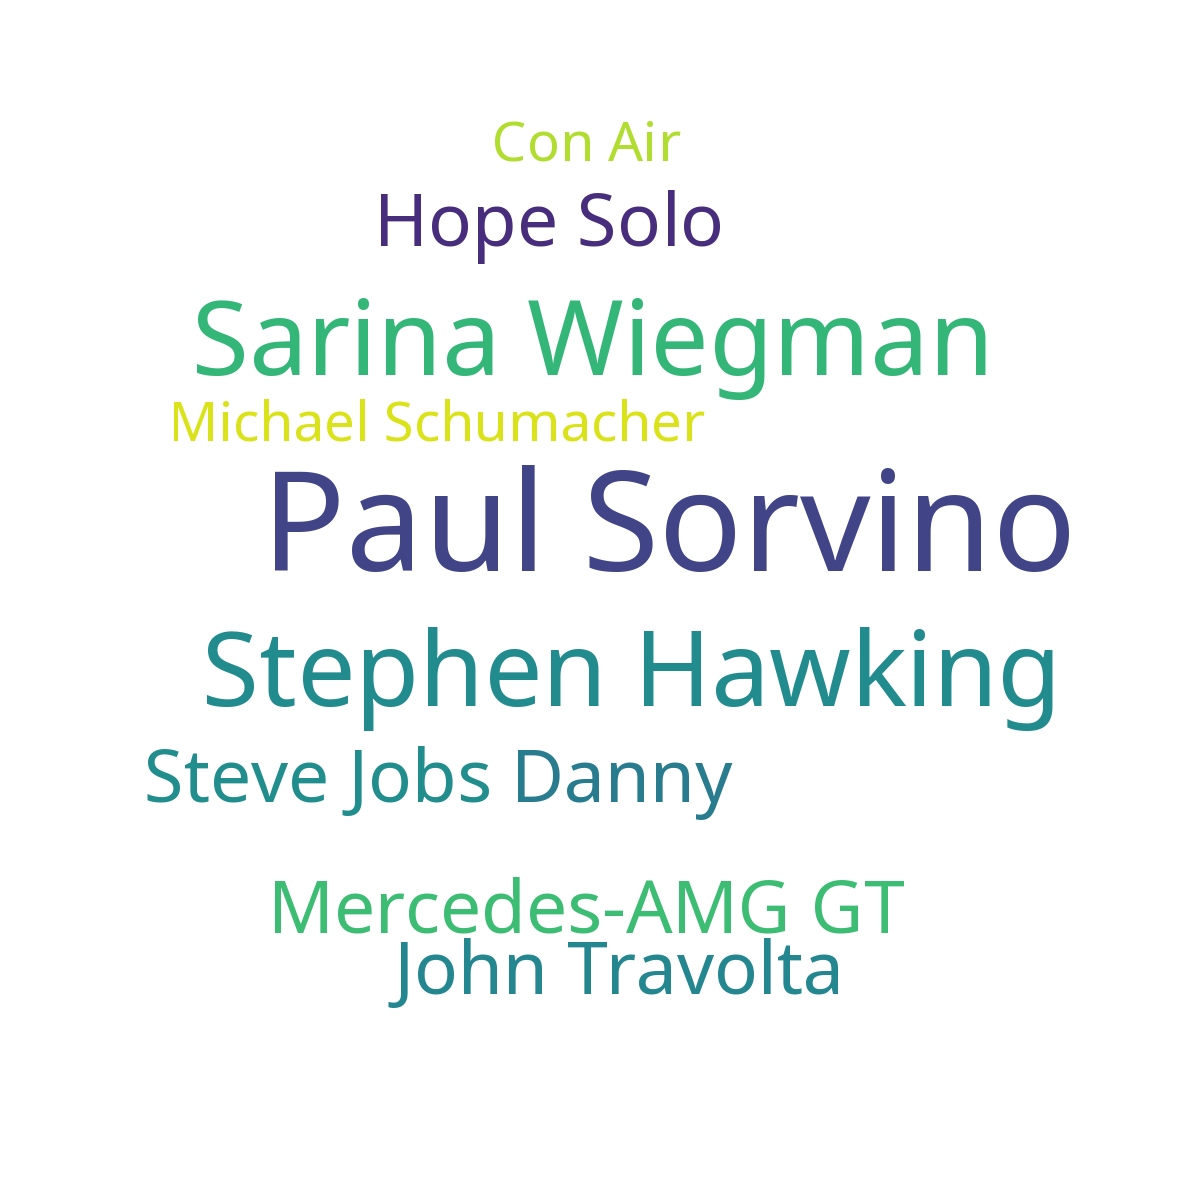 Con Air
Hope Solo
Sarina Wiegman
Michael Schumacher
Paul Sorvino
Stephen Hawking
Steve Jobs Danny
Mercedes-AMG GT
John Travolta